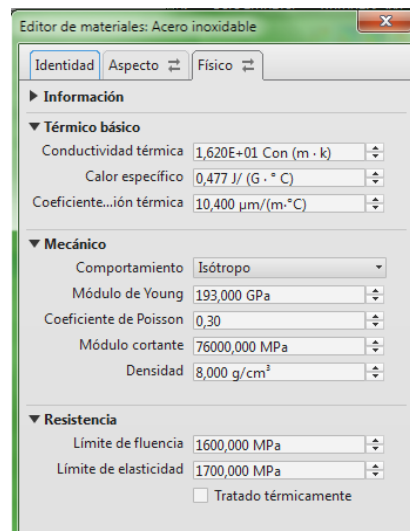 Editor de materiales: Acero inoxidable
Identidad Aspecto Físico
Información
Térmico básico
Conductividad térmica 1,620E+01 Con (m · k)
Calor específico 0,477 J/ (G · ° C)
Coeficiente...ión térmica 10,400 µm/(m·°C)
Mecánico
Comportamiento Isótropo
Módulo de Young 193,000 GPa
Coeficiente de Poisson 0,30
Módulo cortante 76000,000 MPa
Densidad 8,000 g/cm³
Resistencia
Límite de fluencia 1600,000 MPa
Límite de elasticidad 1700,000 MPa
Tratado térmicamente